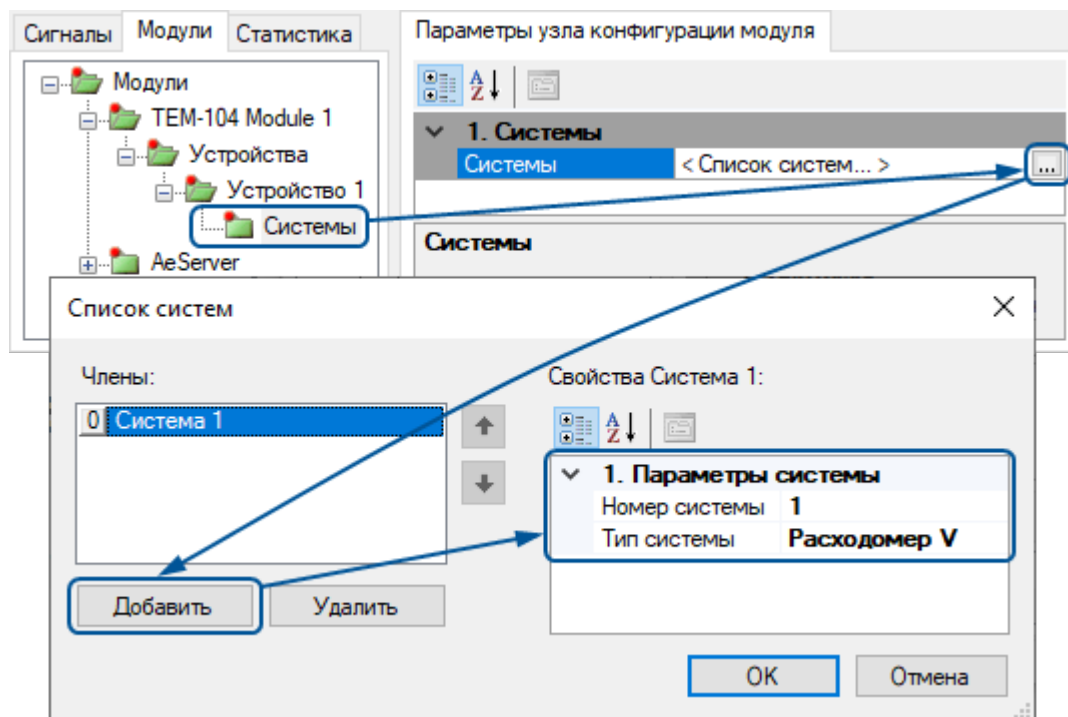 Сигналы Модули Статистика
Параметры узла конфигурации модуля
Модули
TEM-104 Module 1
Устройства
Устройство 1
Системы
AeServer
1. Системы
Системы < Список систем... > ...
Системы
Список систем
Члены:
0 Система 1
Добавить Удалить
Свойства Система 1:
1. Параметры системы
Номер системы 1
Тип системы Расходомер V
OK Отмена